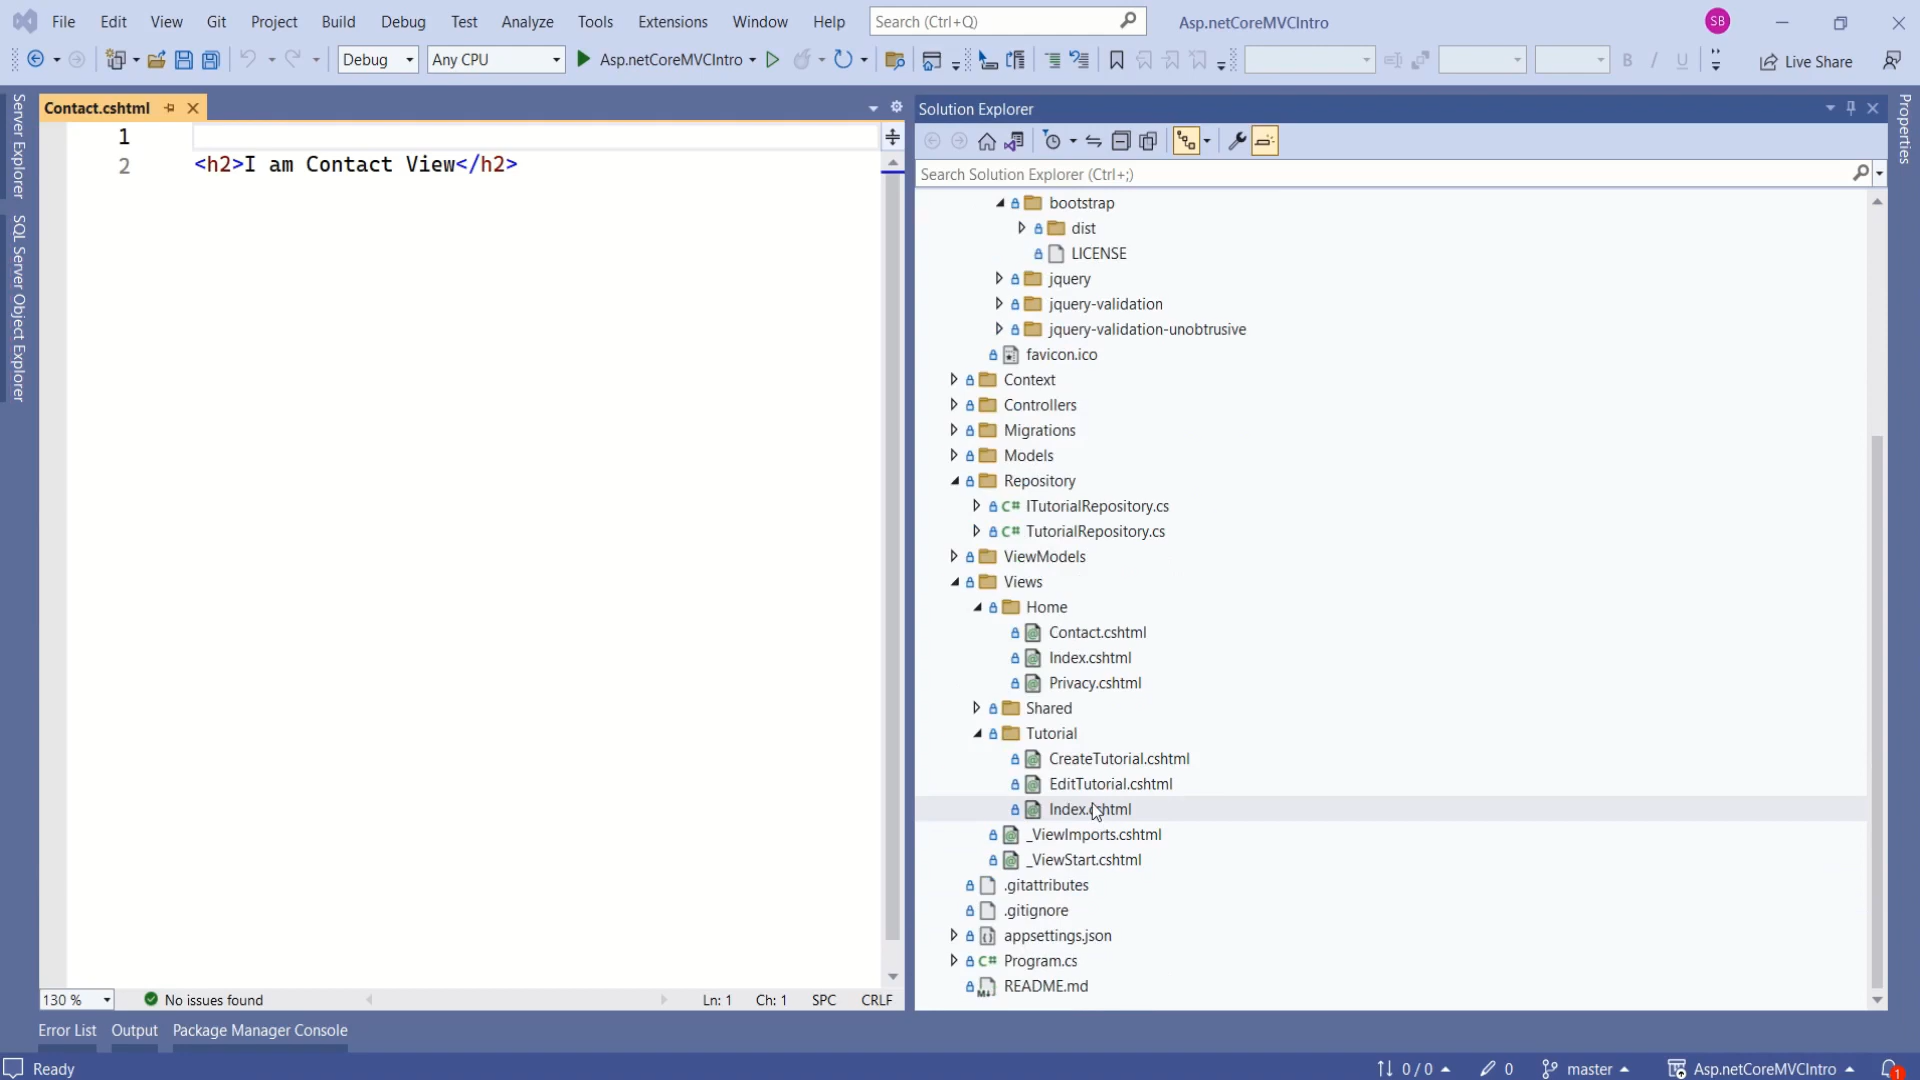 File Edit View Git Project Build Debug Test Analyze Tools Extensions Window Help Search (Ctrl+Q) Asp.netCoreMVCIntro SB
Debug Any CPU Asp.netCoreMVCIntro Live Share
Server Explorer
SQL Server Object Explorer
Contact.cshtml
1
2 <h2>I am Contact View</h2>
130 % No issues found Ln: 1 Ch: 1 SPC CRLF
Solution Explorer
Search Solution Explorer (Ctrl+;)
bootstrap
dist
LICENSE
jquery
jquery-validation
jquery-validation-unobtrusive
favicon.ico
Context
Controllers
Migrations
Models
Repository
C# ITutorialRepository.cs
C# TutorialRepository.cs
ViewModels
Views
Home
Contact.cshtml
Index.cshtml
Privacy.cshtml
Shared
Tutorial
CreateTutorial.cshtml
EditTutorial.cshtml
Index.cshtml
_ViewImports.cshtml
_ViewStart.cshtml
.gitattributes
.gitignore
appsettings.json
C# Program.cs
README.md
Properties
Error List Output Package Manager Console
Ready 0 / 0 0 master Asp.netCoreMVCIntro 1